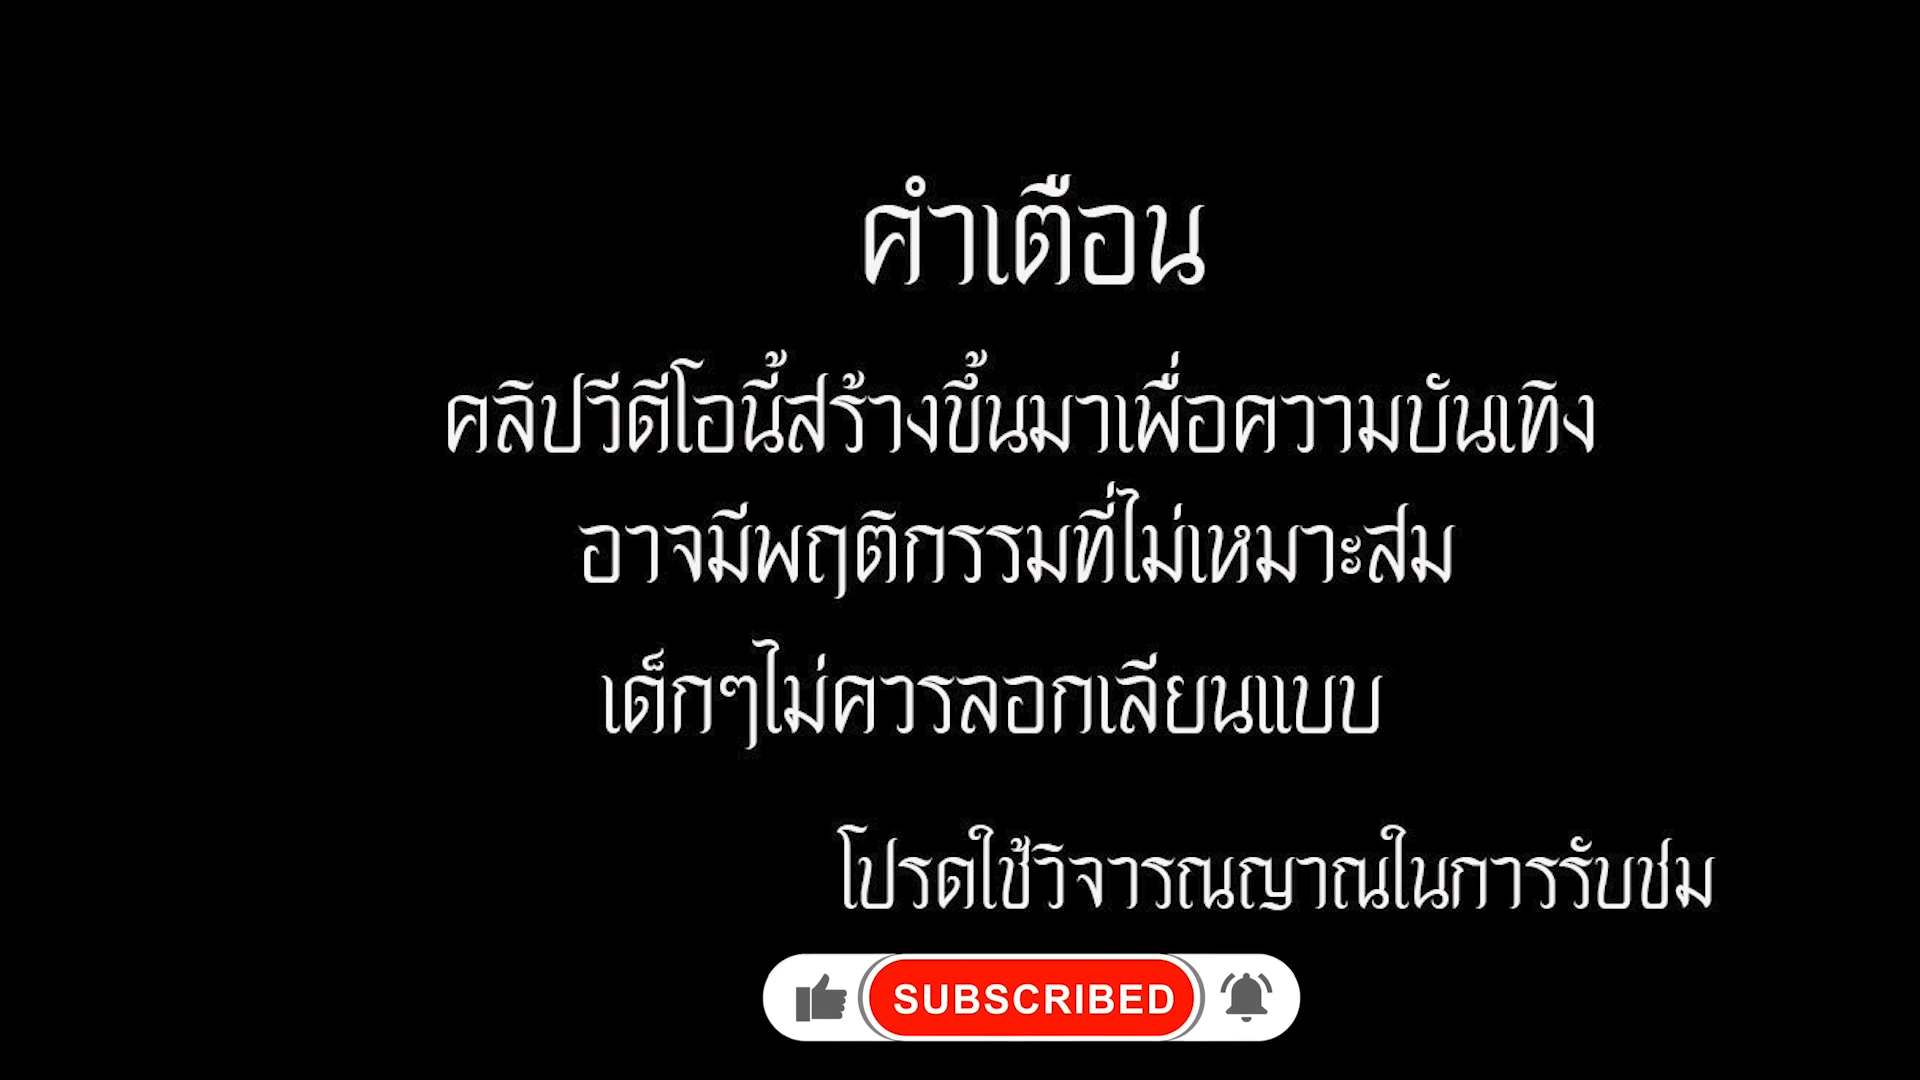 คำเตือน
คลิปวีดีโอนี้สร้างขึ้นมาเพื่อความบันเทิง
อาจมีพฤติกรรมที่ไม่เหมาะสม
เด็กๆไม่ควรลอกเลียนแบบ
โปรดใช้วิจารณญาณในการรับชม
SUBSCRIBED